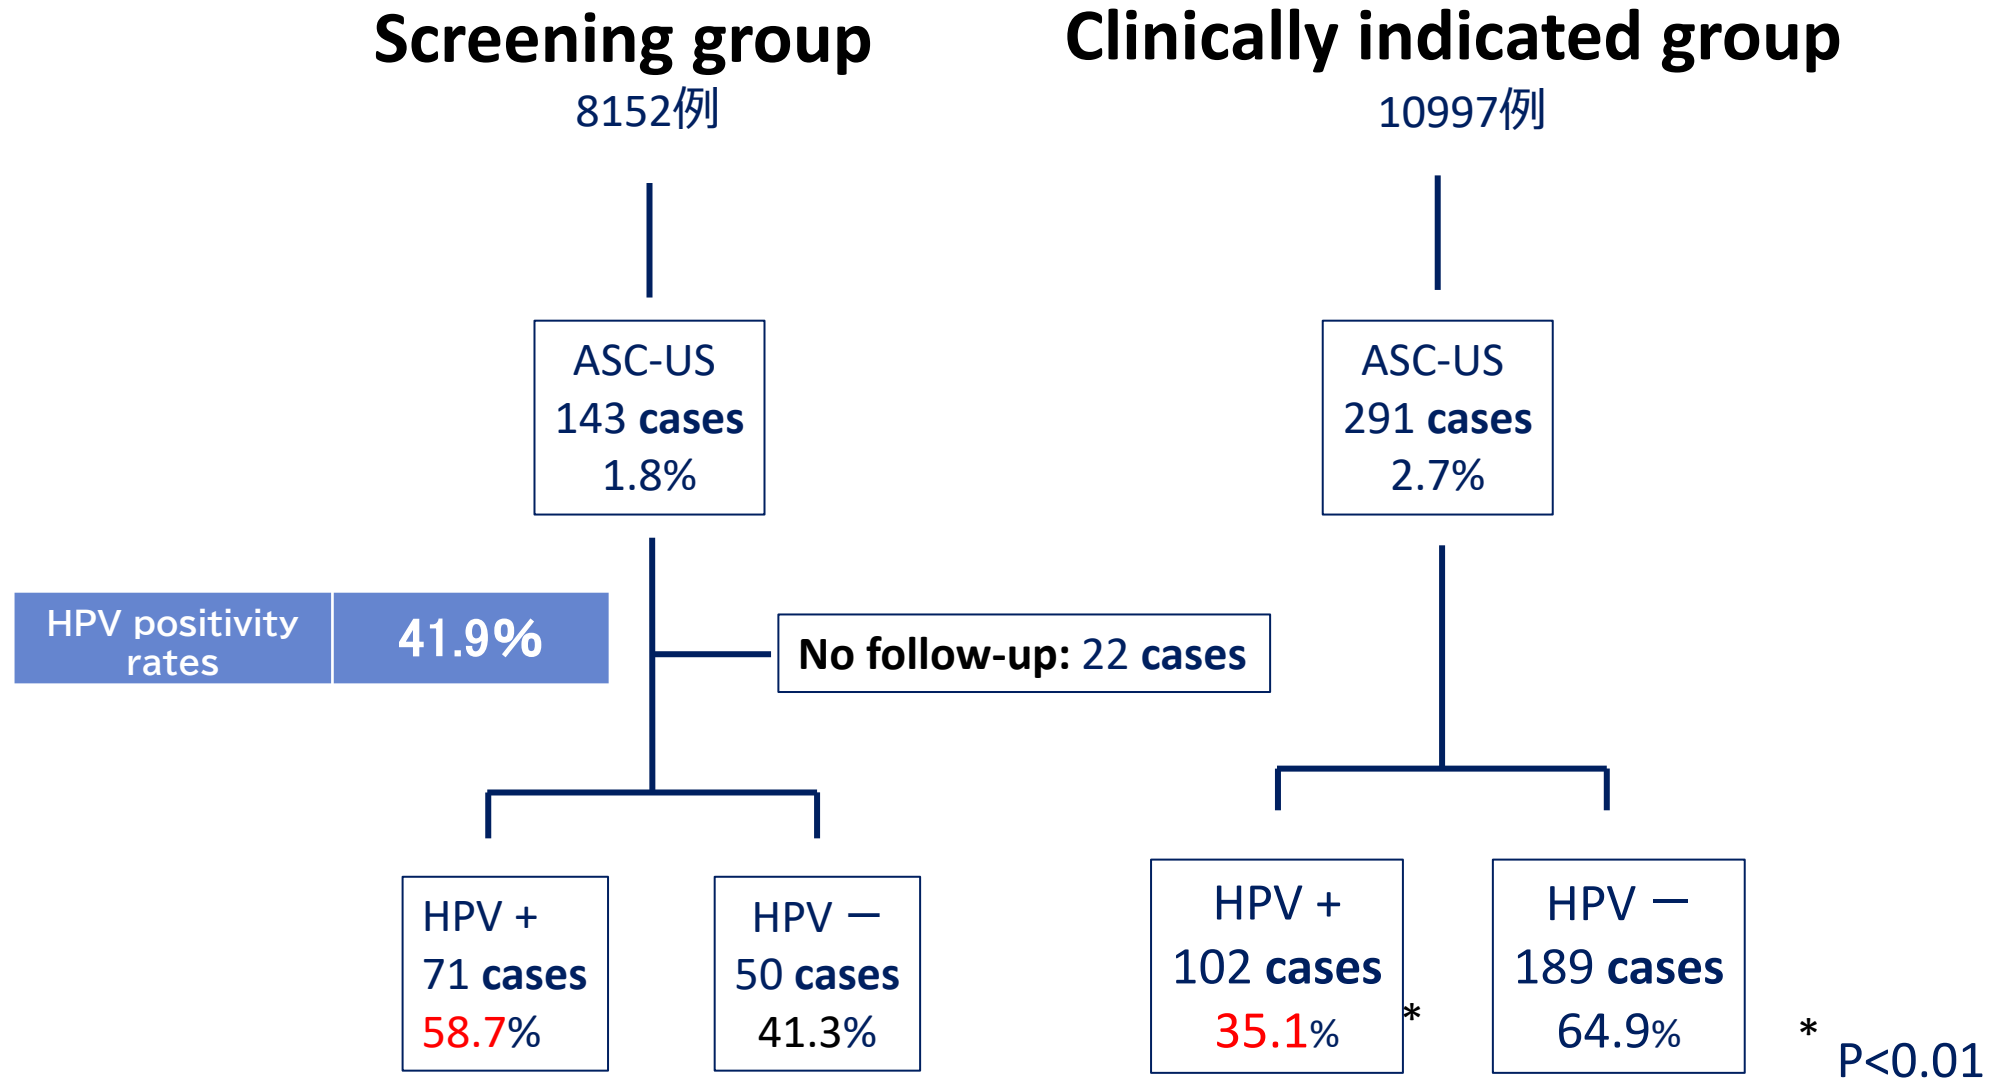 Screening group
8152例
ASC-US
143 cases
1.8%
HPV positivity
rates
41.9%
No follow-up: 22 cases
HPV +
71 cases
58.7%
HPV －
50 cases
41.3%
Clinically indicated group
10997例
ASC-US
291 cases
2.7%
HPV +
102 cases
35.1%
*
HPV －
189 cases
64.9%
*
P<0.01